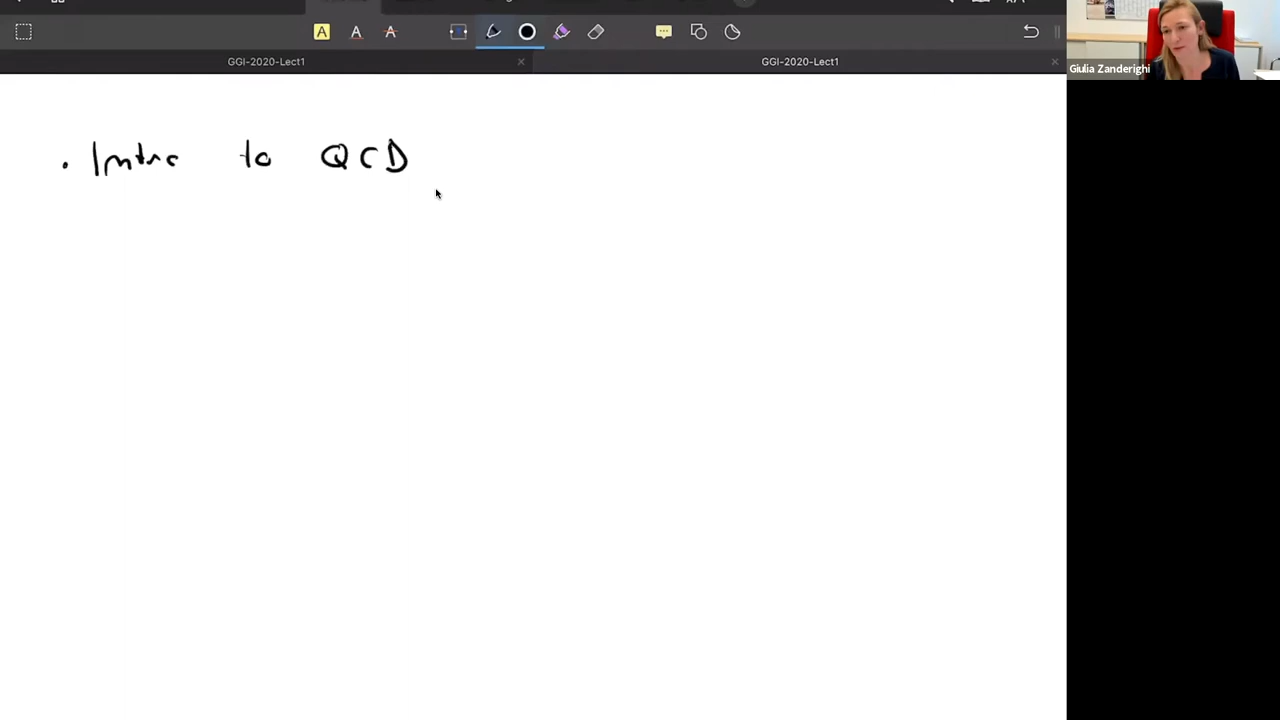 A A A
GGI-2020-Lect1 GGI-2020-Lect1
Giulia Zanderighi
. Intro to QCD